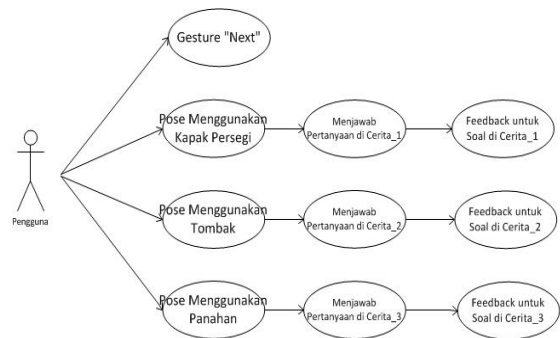 Gesture "Next"
Pose Menggunakan
Kapak Persegi
Menjawab
Pertanyaan di Cerita_1
Feedback untuk
Soal di Cerita_1
Pengguna
Pose Menggunakan
Tombak
Menjawab
Pertanyaan di Cerita_2
Feedback untuk
Soal di Cerita_2
Pose Menggunakan
Panahan
Menjawab
Pertanyaan di Cerita_3
Feedback untuk
Soal di Cerita_3